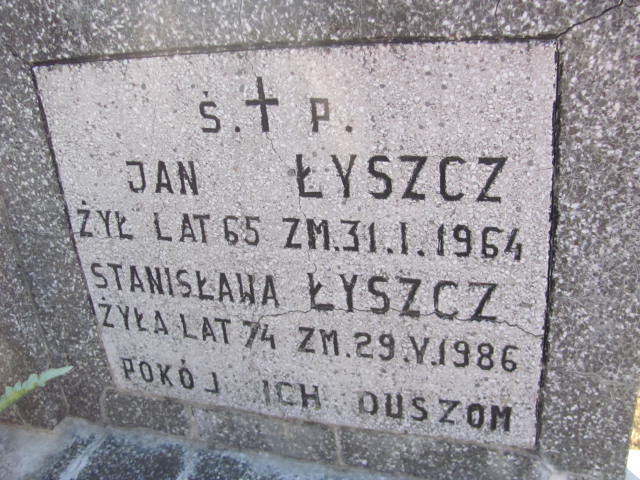 Ś. † P.
JAN ŁYSZCZ
ŻYŁ LAT 65 ZM. 31. I. 1964
STANISŁAWA ŁYSZCZ
ŻYŁA LAT 74 ZM. 29. V. 1986
POKÓJ ICH DUSZOM